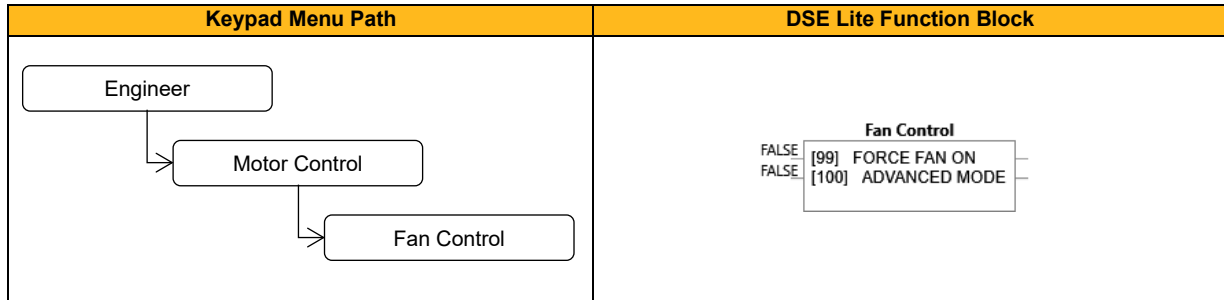 Keypad Menu Path
DSE Lite Function Block
Engineer
Motor Control
Fan Control
Fan Control
FALSE [99] FORCE FAN ON
FALSE [100] ADVANCED MODE